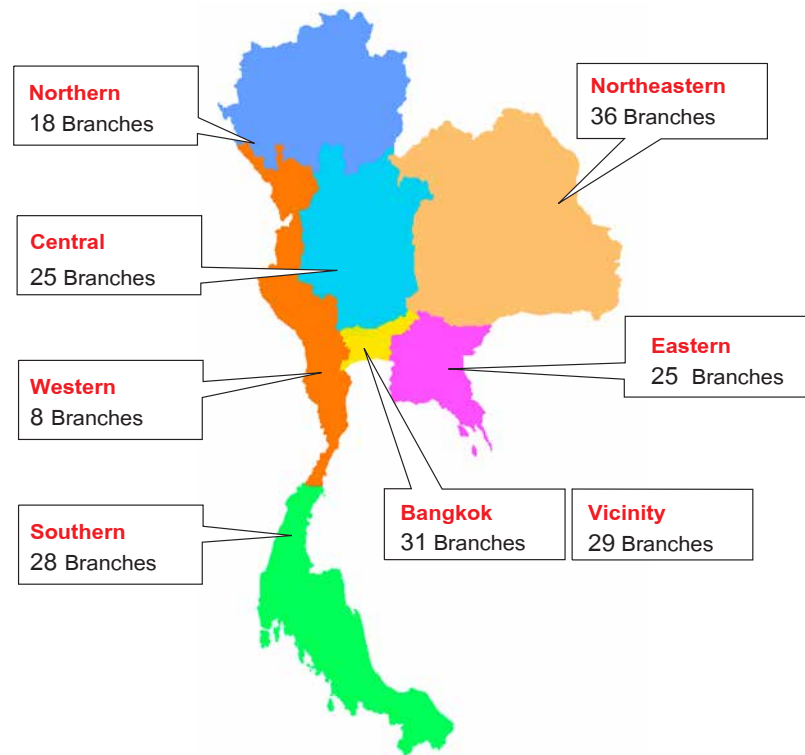 Northern
18 Branches
Northeastern
36 Branches
Central
25 Branches
Eastern
25 Branches
Western
8 Branches
Bangkok
31 Branches
Vicinity
29 Branches
Southern
28 Branches